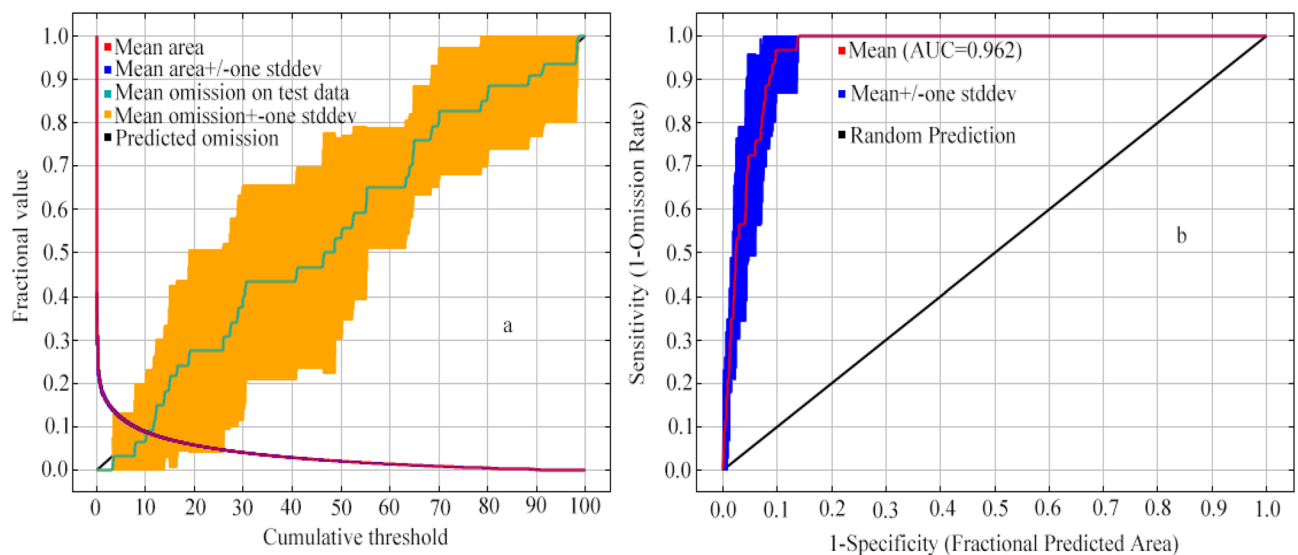 Mean area
Mean area+/-one stddev
Mean omission on test data
Mean omission+-one stddev
Predicted omission
Fractional value
1.0
0.9
0.8
0.7
0.6
0.5
0.4
0.3
0.2
0.1
0.0
a
0 10 20 30 40 50 60 70 80 90 100
Cumulative threshold
Mean (AUC=0.962)
Mean+/-one stddev
Random Prediction
Sensitivity (1-Omission Rate)
1.0
0.9
0.8
0.7
0.6
0.5
0.4
0.3
0.2
0.1
0.0
b
0.0 0.1 0.2 0.3 0.4 0.5 0.6 0.7 0.8 0.9 1.0
1-Specificity (Fractional Predicted Area)